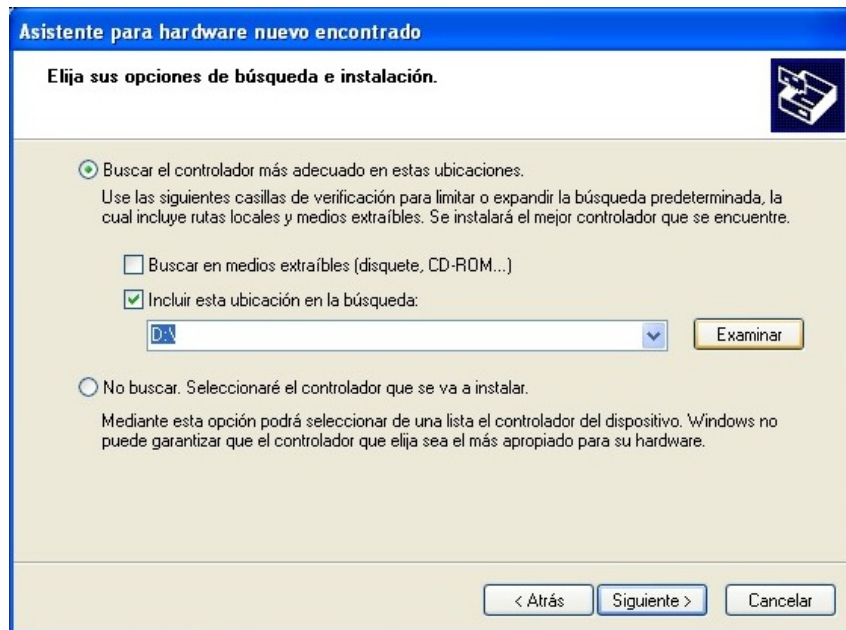 Asistente para hardware nuevo encontrado
Elija sus opciones de búsqueda e instalación.
Buscar el controlador más adecuado en estas ubicaciones.
Use las siguientes casillas de verificación para limitar o expandir la búsqueda predeterminada, la
cual incluye rutas locales y medios extraíbles. Se instalará el mejor controlador que se encuentre.
Buscar en medios extraíbles (disquete, CD-ROM...)
Incluir esta ubicación en la búsqueda:
D:\
Examinar
No buscar. Seleccionaré el controlador que se va a instalar.
Mediante esta opción podrá seleccionar de una lista el controlador del dispositivo. Windows no
puede garantizar que el controlador que elija sea el más apropiado para su hardware.
< Atrás Siguiente > Cancelar